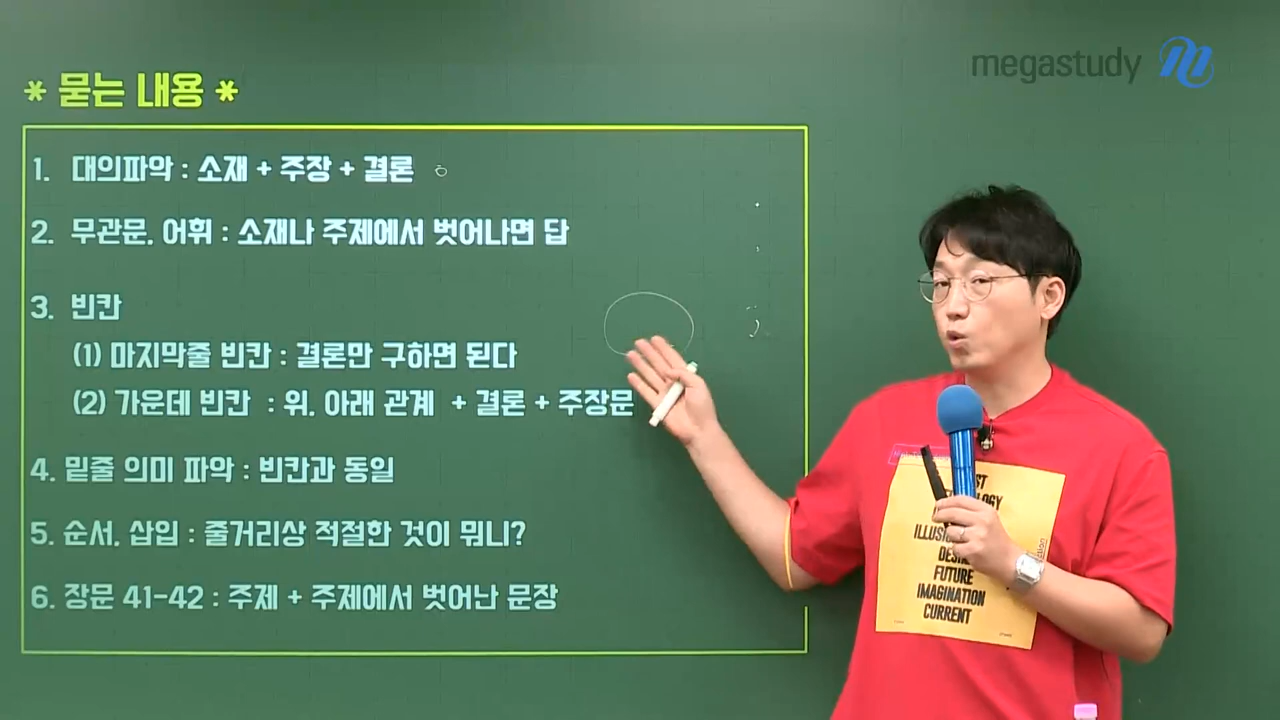 megastudy
* 묻는 내용 *
1. 대의파악 : 소재 + 주장 + 결론
2. 무관문, 어휘 : 소재나 주제에서 벗어나면 답
3. 빈칸
(1) 마지막줄 빈칸 : 결론만 구하면 된다
(2) 가운데 빈칸 : 위, 아래 관계 + 결론 + 주장문
4. 밑줄 의미 파악 : 빈칸과 동일
5. 순서, 삽입 : 줄거리상 적절한 것이 뭐니?
6. 장문 41-42 : 주제 + 주제에서 벗어난 문장
DESI
FUTURE
IMAGINATION
CURRENT